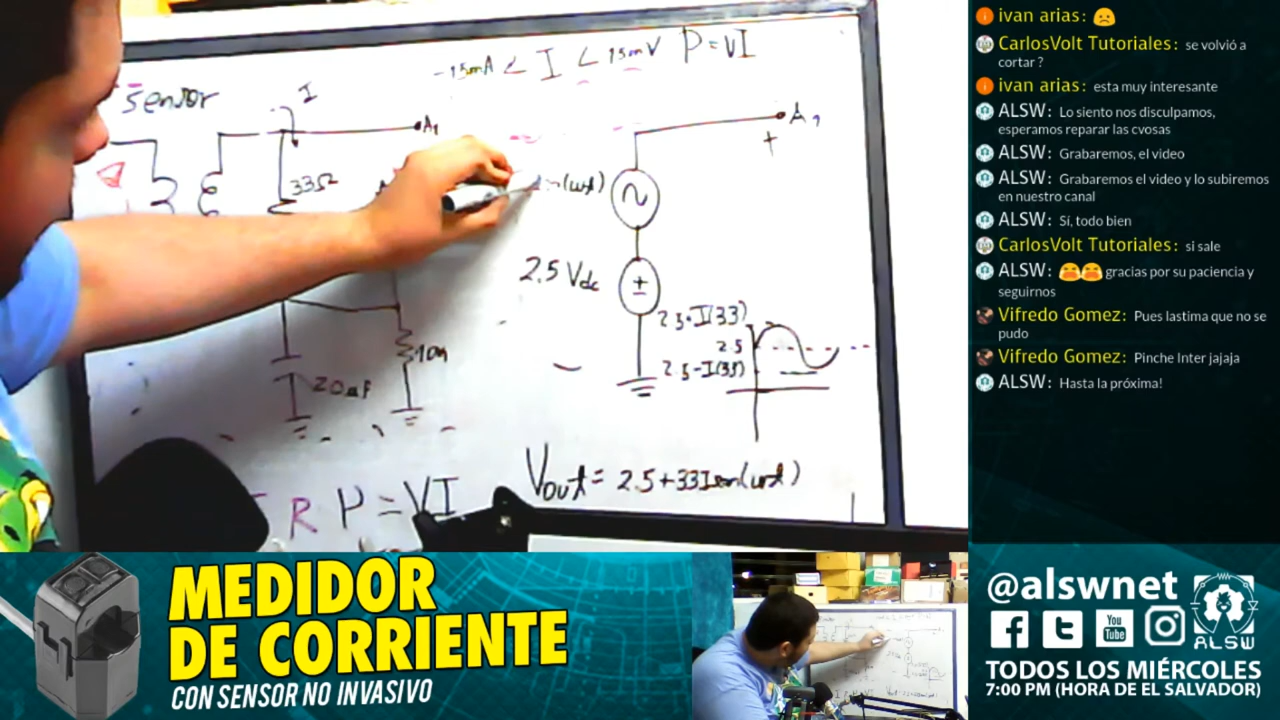 -15mA < I < 15mV P=VI
Sensor
I
A1
33Ω
A1
+
(wt)
2.5 Vdc
±
2.5+I(33)
2.5
2.5-I(33)
10k
20µF
R P=VI
Vout= 2.5+33Isen(wt)
ivan arias:
CarlosVolt Tutoriales: se volvió a
cortar ?
ivan arias: esta muy interesante
ALSW: Lo siento nos disculpamos,
esperamos reparar las cvosas
ALSW: Grabaremos, el video
ALSW: Grabaremos el video y lo subiremos
en nuestro canal
ALSW: Sí, todo bien
CarlosVolt Tutoriales: si sale
ALSW: gracias por su paciencia y
seguirnos
Vifredo Gomez: Pues lastima que no se
pudo
Vifredo Gomez: Pinche Inter jajaja
ALSW: Hasta la próxima!
MEDIDOR
DE CORRIENTE
CON SENSOR NO INVASIVO
@alswnet
You
Tube
ALSW
TODOS LOS MIÉRCOLES
7:00 PM (HORA DE EL SALVADOR)